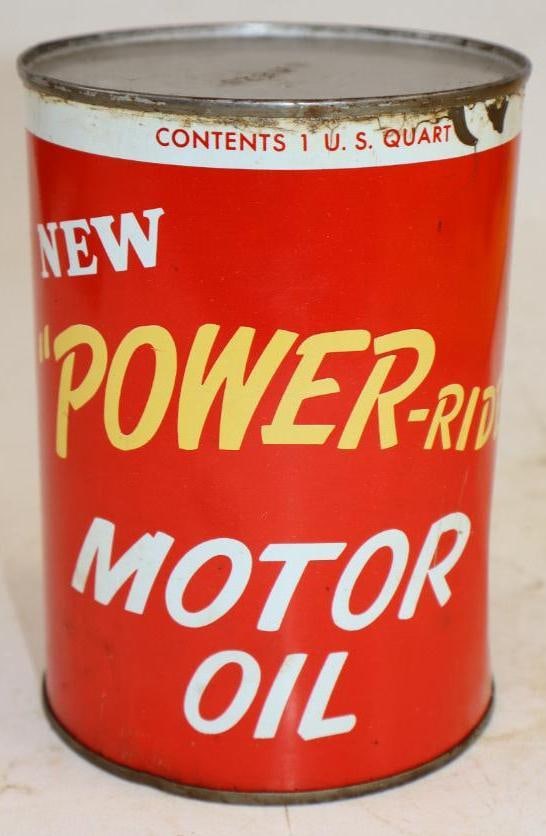 CONTENTS 1 U. S. QUART
NEW
"POWER-RID
MOTOR
OIL